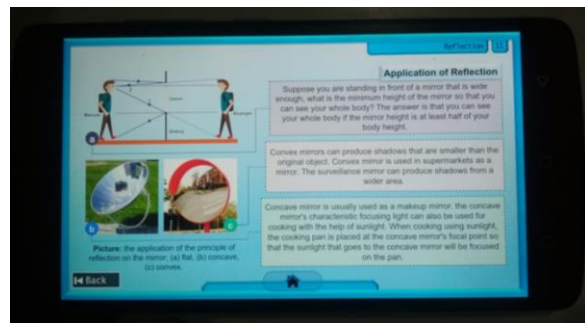 Reflection 11
Application of Reflection
Suppose you are standing in front of a mirror that is wide
enough, what is the minimum height of the mirror so that you
can see your whole body? The answer is that you can see
your whole body if the mirror height is at least half of your
body height.
a
Convex mirrors can produce shadows that are smaller than the
original object. Convex mirror is used in supermarkets as a
mirror. The surveillance mirror can produce shadows from a
wider area.
b
c
Concave mirror is usually used as a makeup mirror, the concave
mirror's characteristic focusing light can also be used for
cooking with the help of sunlight. When cooking using sunlight,
the cooking pan is placed at the concave mirror's focal point so
that the sunlight that goes to the concave mirror will be focused
on the pan.
Picture: the application of the principle of
reflection on the mirror, (a) flat, (b) concave,
(c) convex.
Back